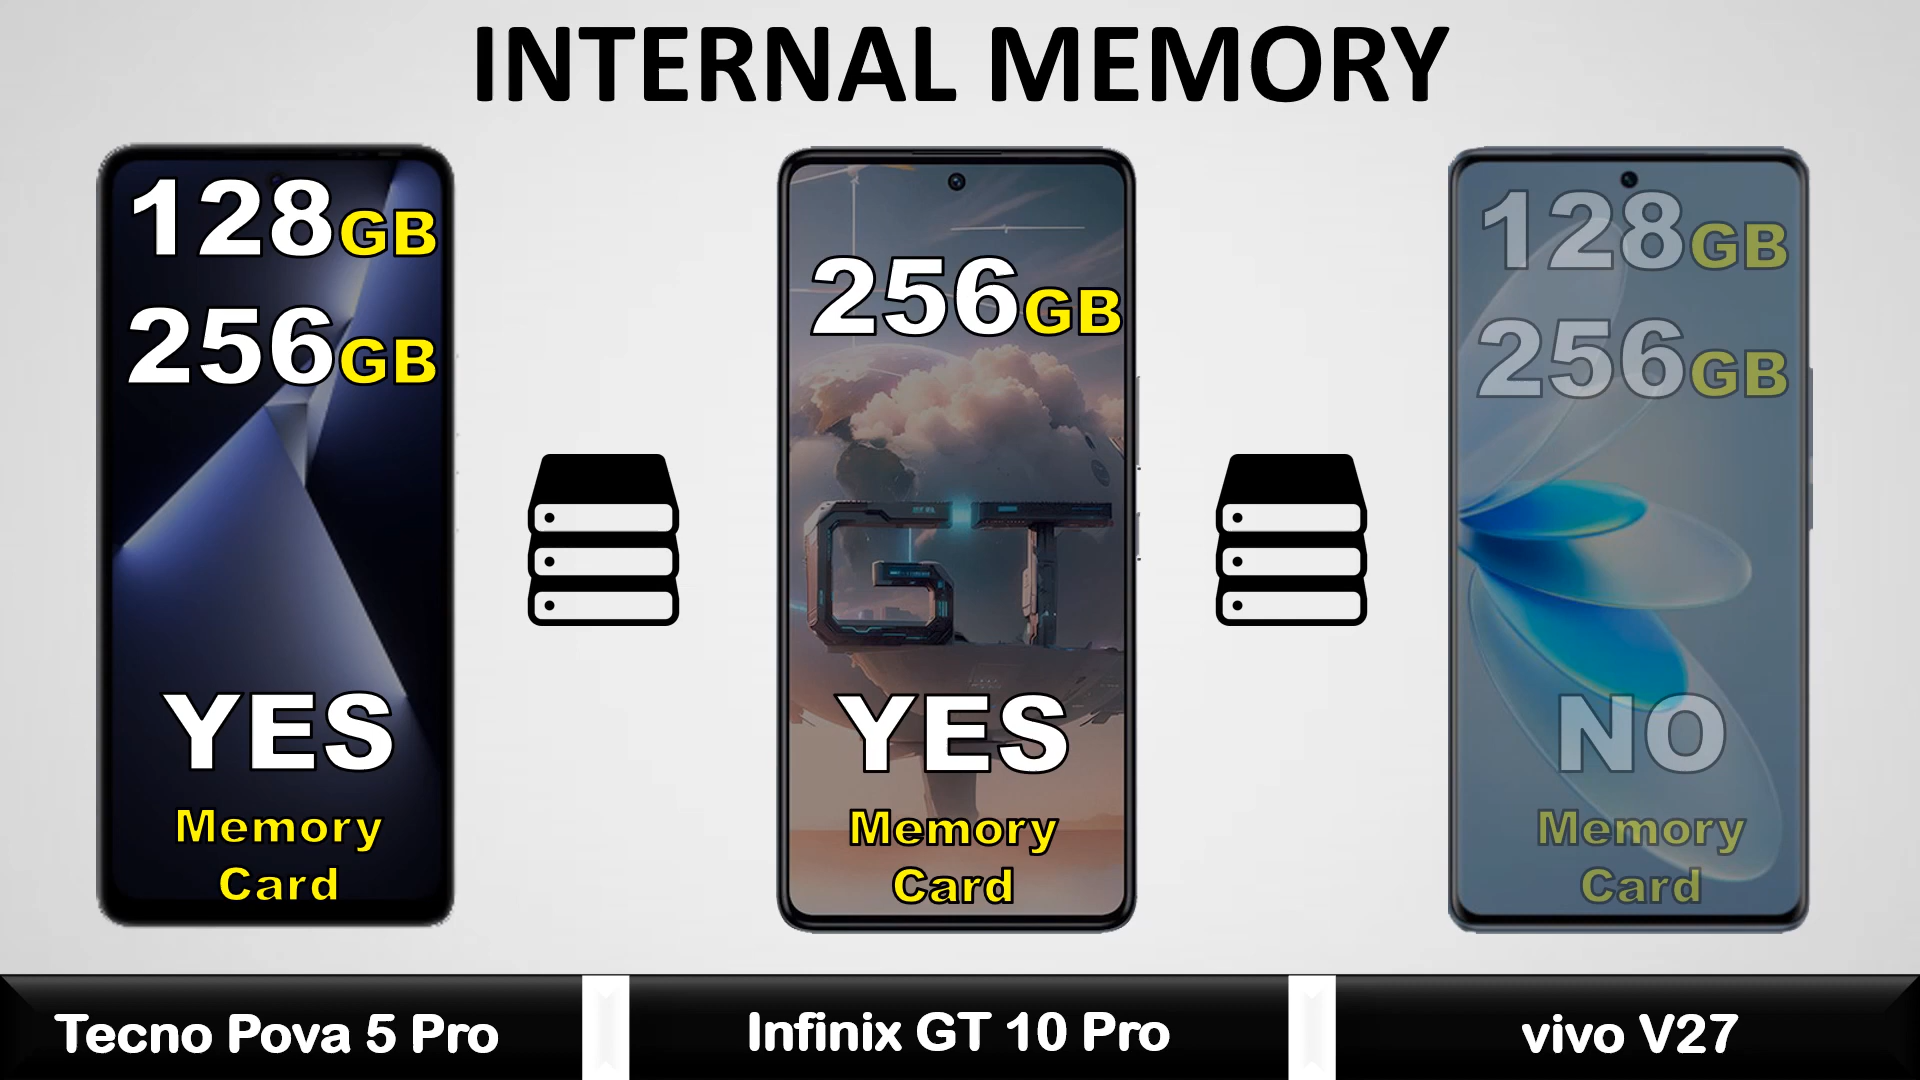 INTERNAL MEMORY
128GB
256GB
YES
Memory
Card
256GB
GT
YES
Memory
Card
128GB
256GB
NO
Memory
Card
Tecno Pova 5 Pro
Infinix GT 10 Pro
vivo V27